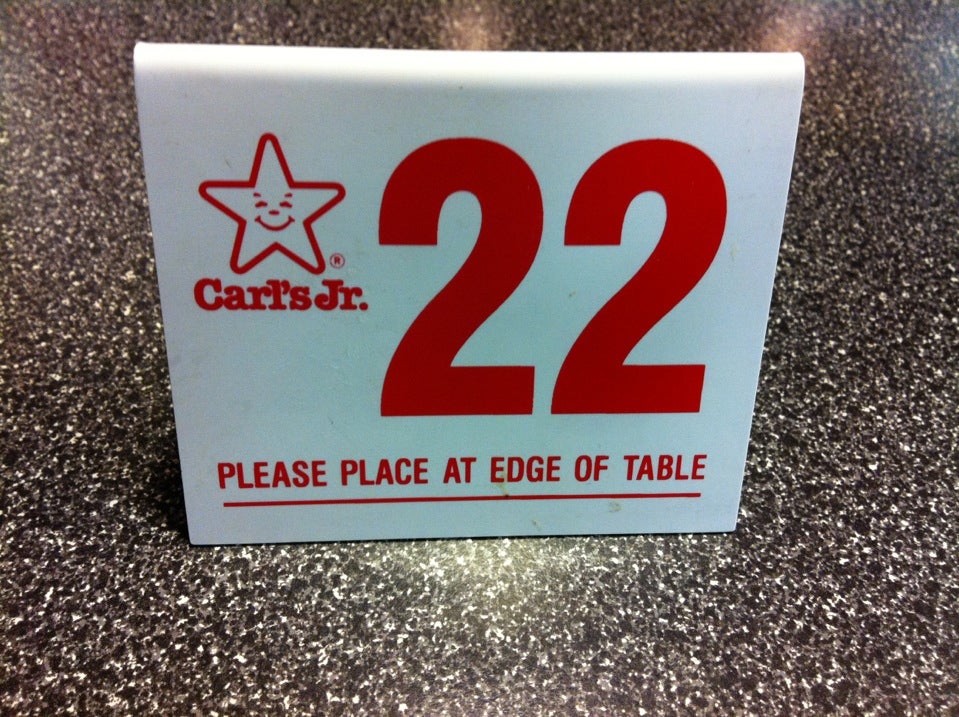 22
®
Carl's Jr.
PLEASE PLACE AT EDGE OF TABLE